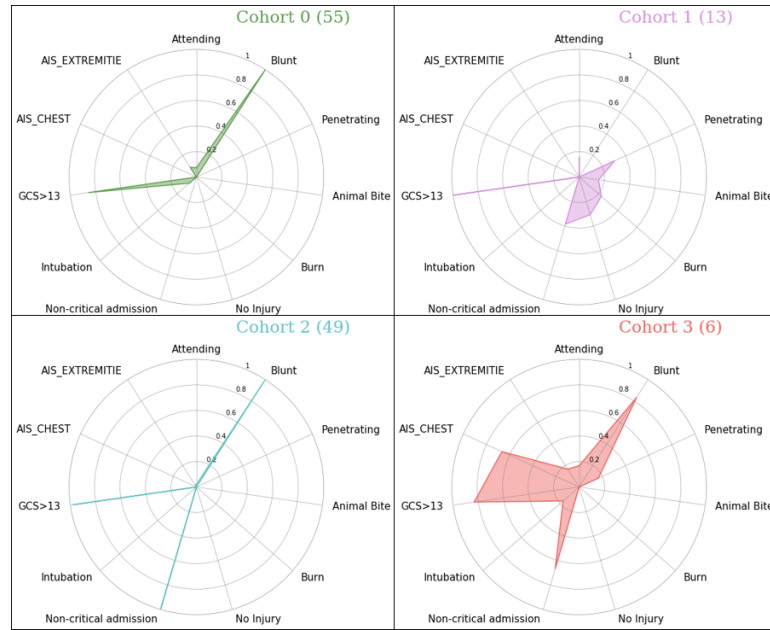 Cohort 0 (55)
Attending
Blunt
Penetrating
Animal Bite
Burn
No Injury
Non-critical admission
Intubation
GCS>13
AIS_CHEST
AIS_EXTREMITIE
0.2
0.4
0.6
0.8
1
Cohort 1 (13)
Attending
Blunt
Penetrating
Animal Bite
Burn
No Injury
Non-critical admission
Intubation
GCS>13
AIS_CHEST
AIS_EXTREMITIE
0.2
0.4
0.6
0.8
1
Cohort 2 (49)
Attending
Blunt
Penetrating
Animal Bite
Burn
No Injury
Non-critical admission
Intubation
GCS>13
AIS_CHEST
AIS_EXTREMITIE
0.2
0.4
0.6
0.8
1
Cohort 3 (6)
Attending
Blunt
Penetrating
Animal Bite
Burn
No Injury
Non-critical admission
Intubation
GCS>13
AIS_CHEST
AIS_EXTREMITIE
0.2
0.4
0.6
0.8
1